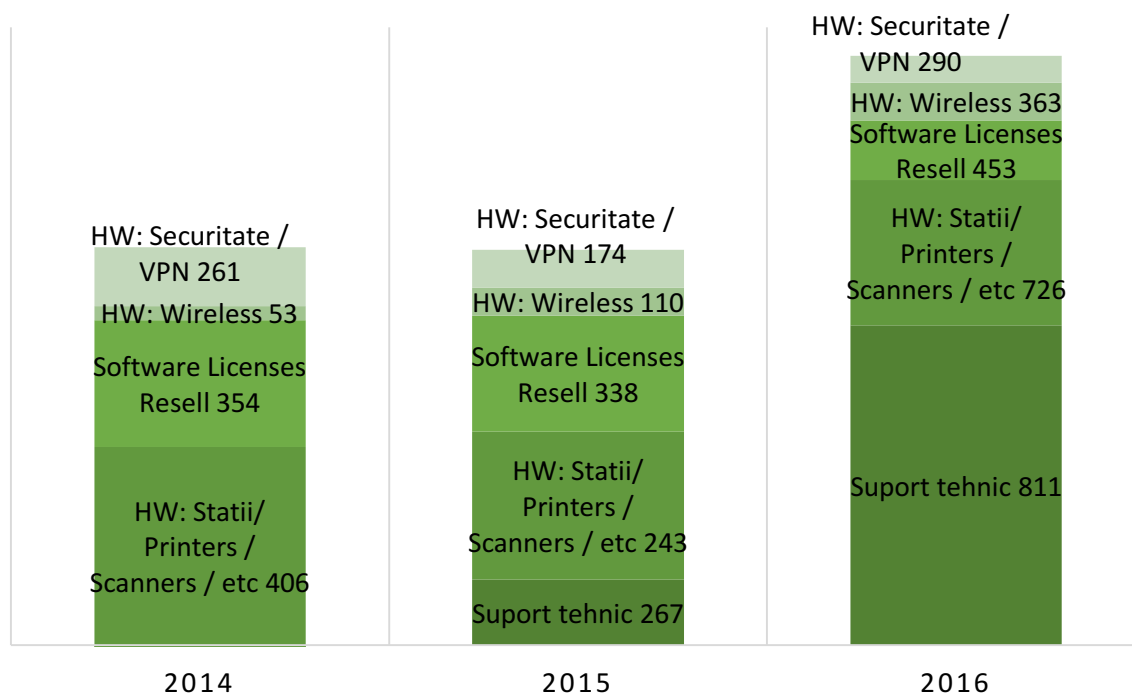 HW: Securitate /
VPN 261
HW: Wireless 53
Software Licenses
Resell 354
HW: Statii/
Printers /
Scanners / etc 406
2014
HW: Securitate /
VPN 174
HW: Wireless 110
Software Licenses
Resell 338
HW: Statii/
Printers /
Scanners / etc 243
Suport tehnic 267
2015
HW: Securitate /
VPN 290
HW: Wireless 363
Software Licenses
Resell 453
HW: Statii/
Printers /
Scanners / etc 726
Suport tehnic 811
2016